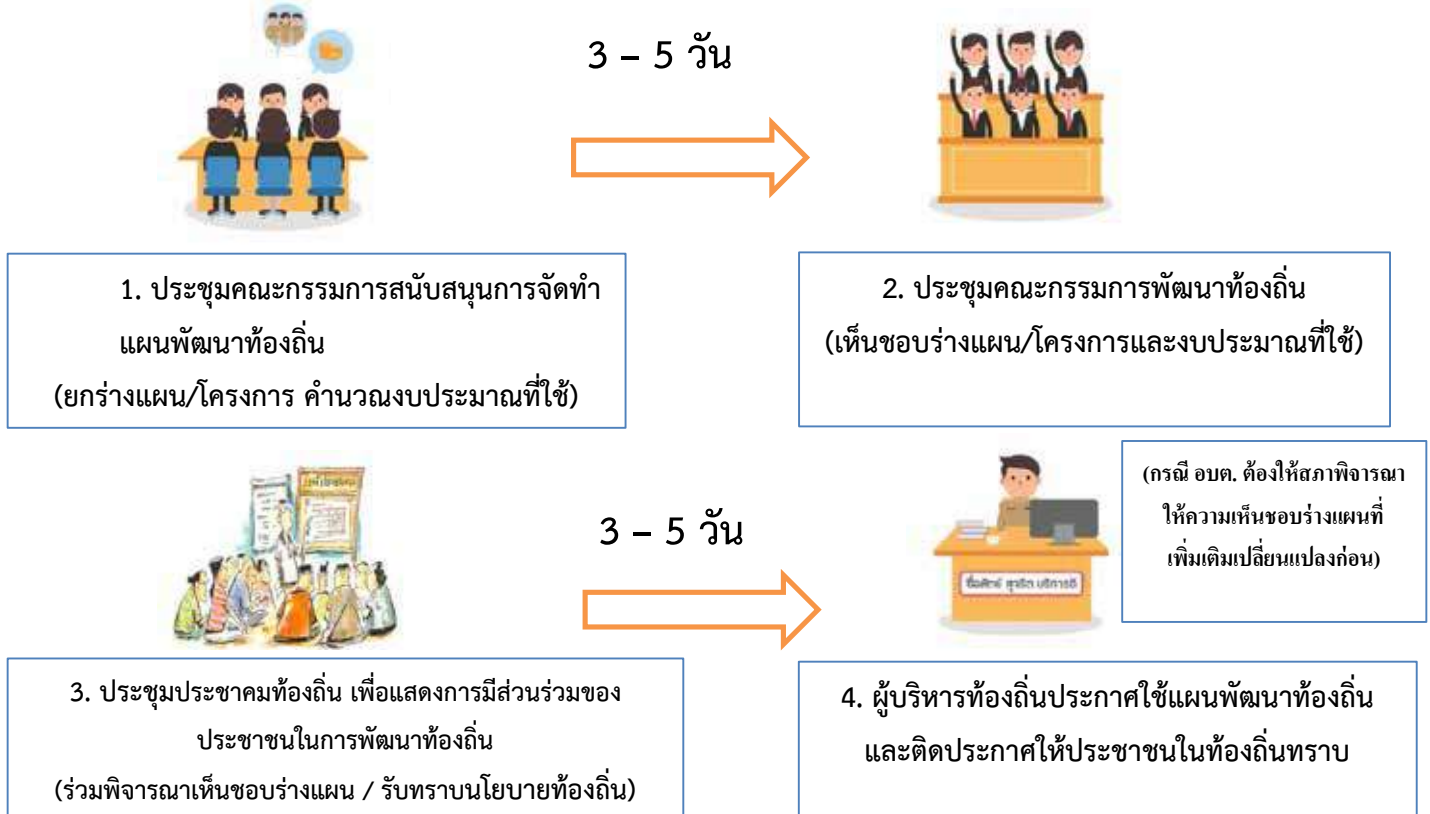 3 – 5 วัน
1. ประชุมคณะกรรมการสนับสนุนการจัดทำ
แผนพัฒนาท้องถิ่น
(ยกร่างแผน/โครงการ คำนวณงบประมาณที่ใช้)
2. ประชุมคณะกรรมการพัฒนาท้องถิ่น
(เห็นชอบร่างแผน/โครงการและงบประมาณที่ใช้)
3 – 5 วัน
(กรณี อบต. ต้องให้สภาพิจารณา
ให้ความเห็นชอบร่างแผนที่
เพิ่มเติมเปลี่ยนแปลงก่อน)
ซื่อสัตย์ สุจริต บริการดี
3. ประชุมประชาคมท้องถิ่น เพื่อแสดงการมีส่วนร่วมของ
ประชาชนในการพัฒนาท้องถิ่น
(ร่วมพิจารณาเห็นชอบร่างแผน / รับทราบนโยบายท้องถิ่น)
4. ผู้บริหารท้องถิ่นประกาศใช้แผนพัฒนาท้องถิ่น
และติดประกาศให้ประชาชนในท้องถิ่นทราบ